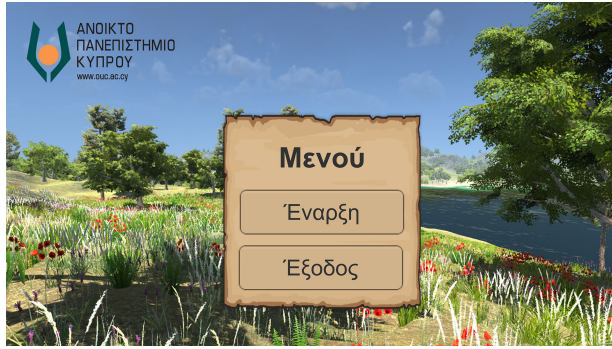 ΑΝΟΙΚΤΟ
ΠΑΝΕΠΙΣΤΗΜΙΟ
ΚΥΠΡΟΥ
www.ouc.ac.cy
Μενού
Έναρξη
Έξοδος